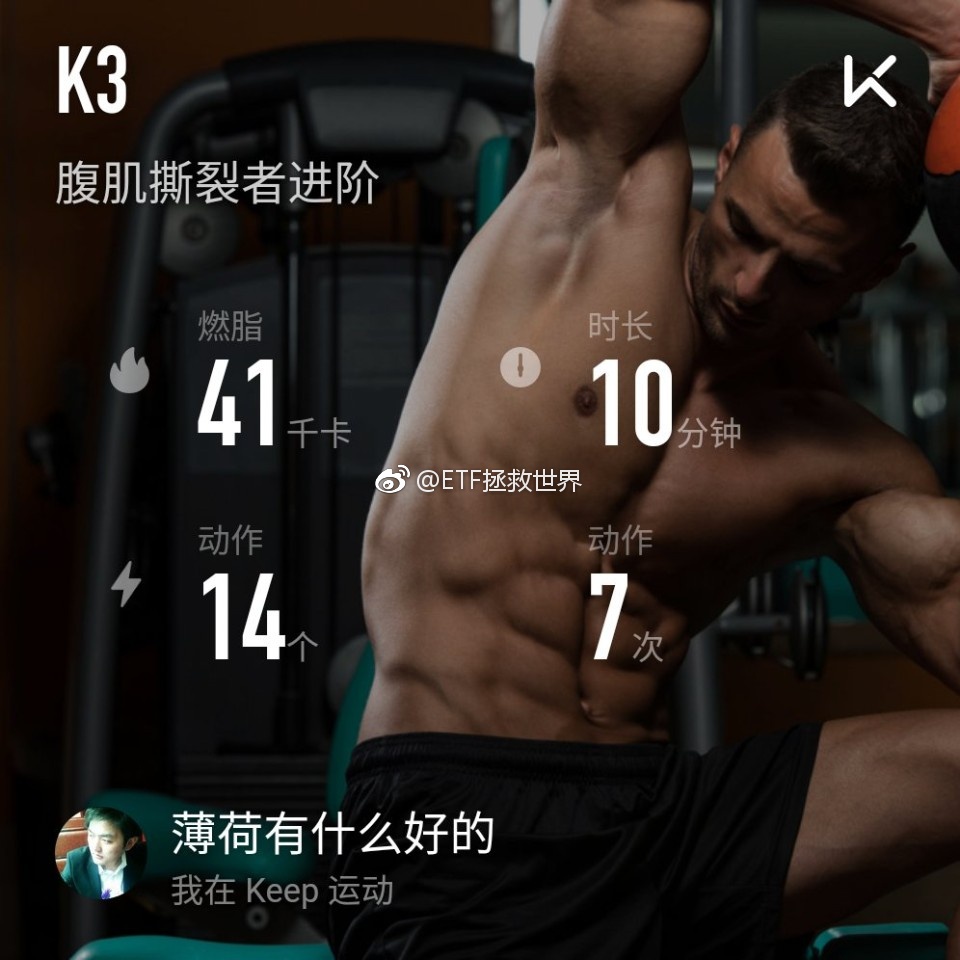 K3
腹肌撕裂者进阶
燃脂
41千卡
时长
10分钟
@ETF拯救世界
动作
14个
动作
7次
薄荷有什么好的
我在 Keep 运动